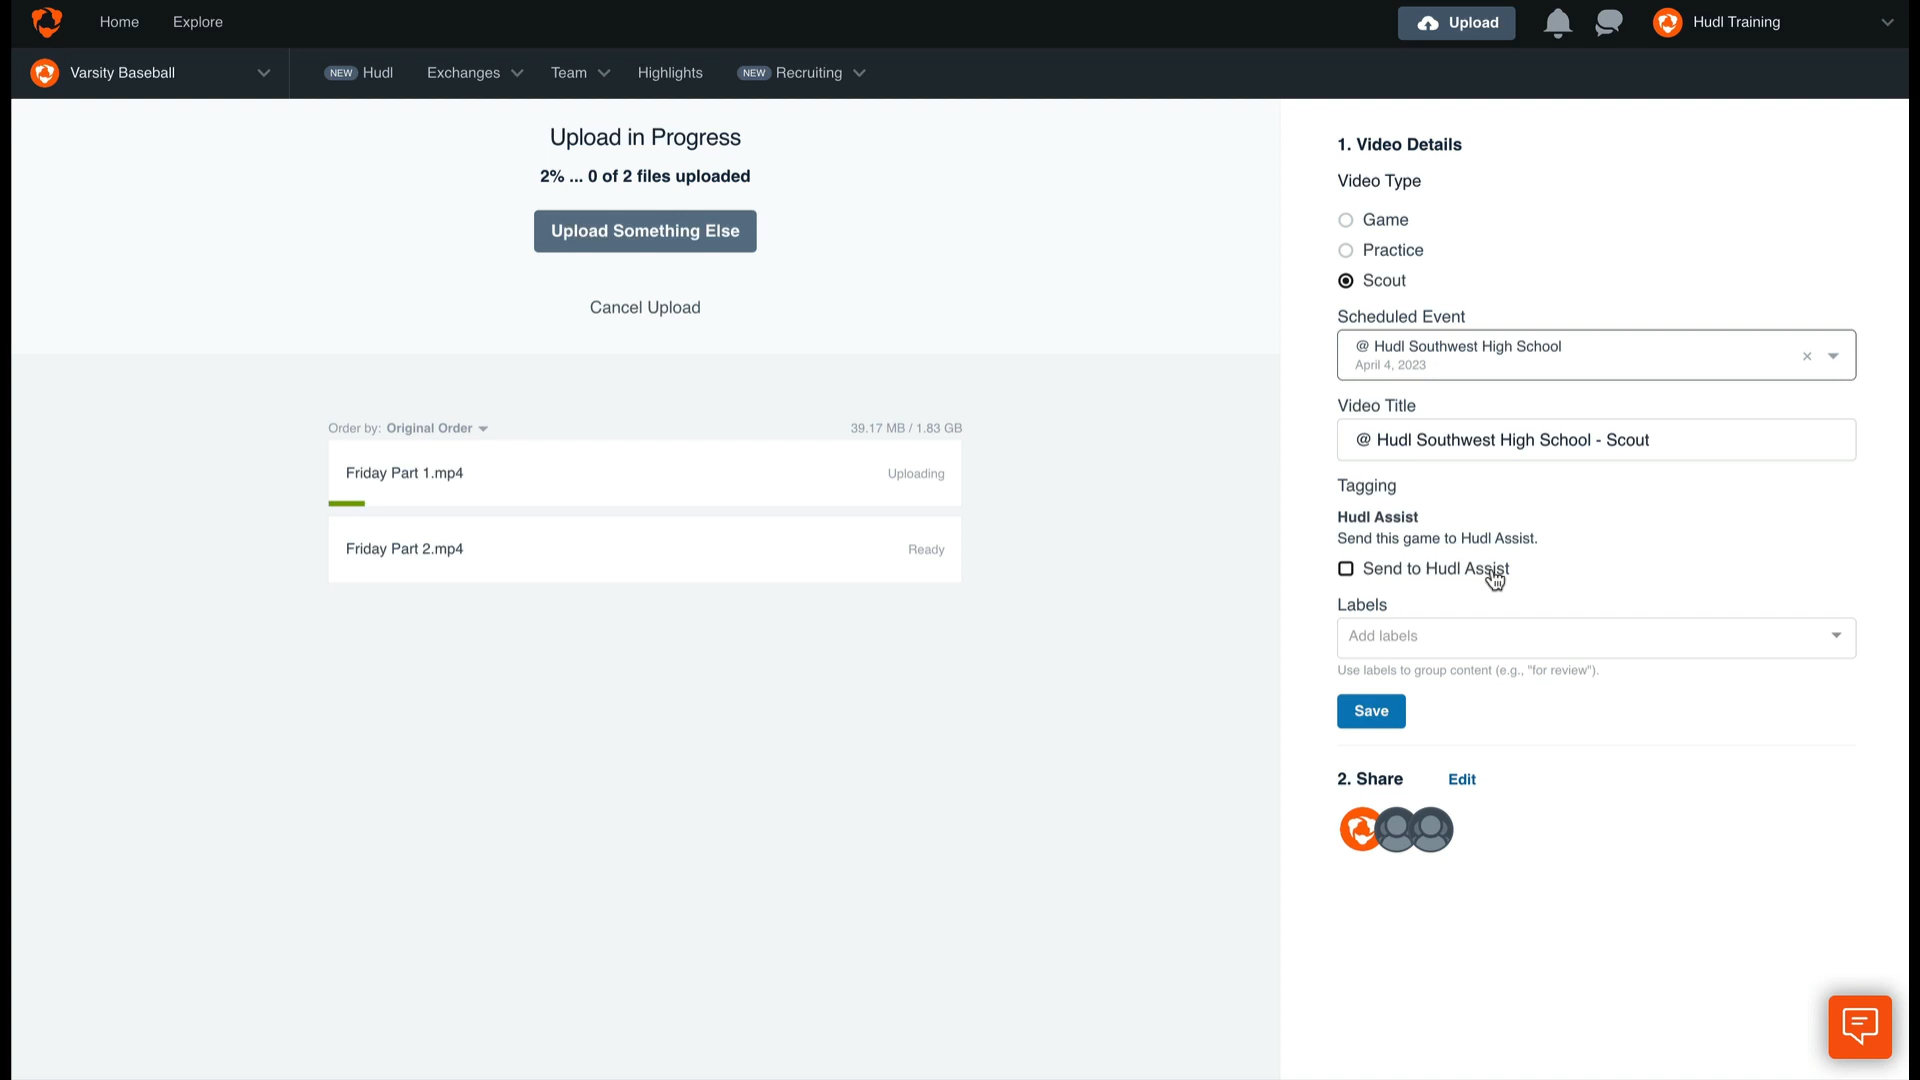 Home
Explore
Upload
Hudl Training
Varsity Baseball
NEW Hudl
Exchanges
Team
Highlights
NEW Recruiting
Upload in Progress
2% ... 0 of 2 files uploaded
Upload Something Else
Cancel Upload
Order by: Original Order
39.17 MB / 1.83 GB
Friday Part 1.mp4
Uploading
Friday Part 2.mp4
Ready
1. Video Details
Video Type
Game
Practice
Scout
Scheduled Event
@ Hudl Southwest High School
April 4, 2023
Video Title
@ Hudl Southwest High School - Scout
Tagging
Hudl Assist
Send this game to Hudl Assist.
Send to Hudl Assist
Labels
Add labels
Use labels to group content (e.g., "for review").
Save
2. Share
Edit